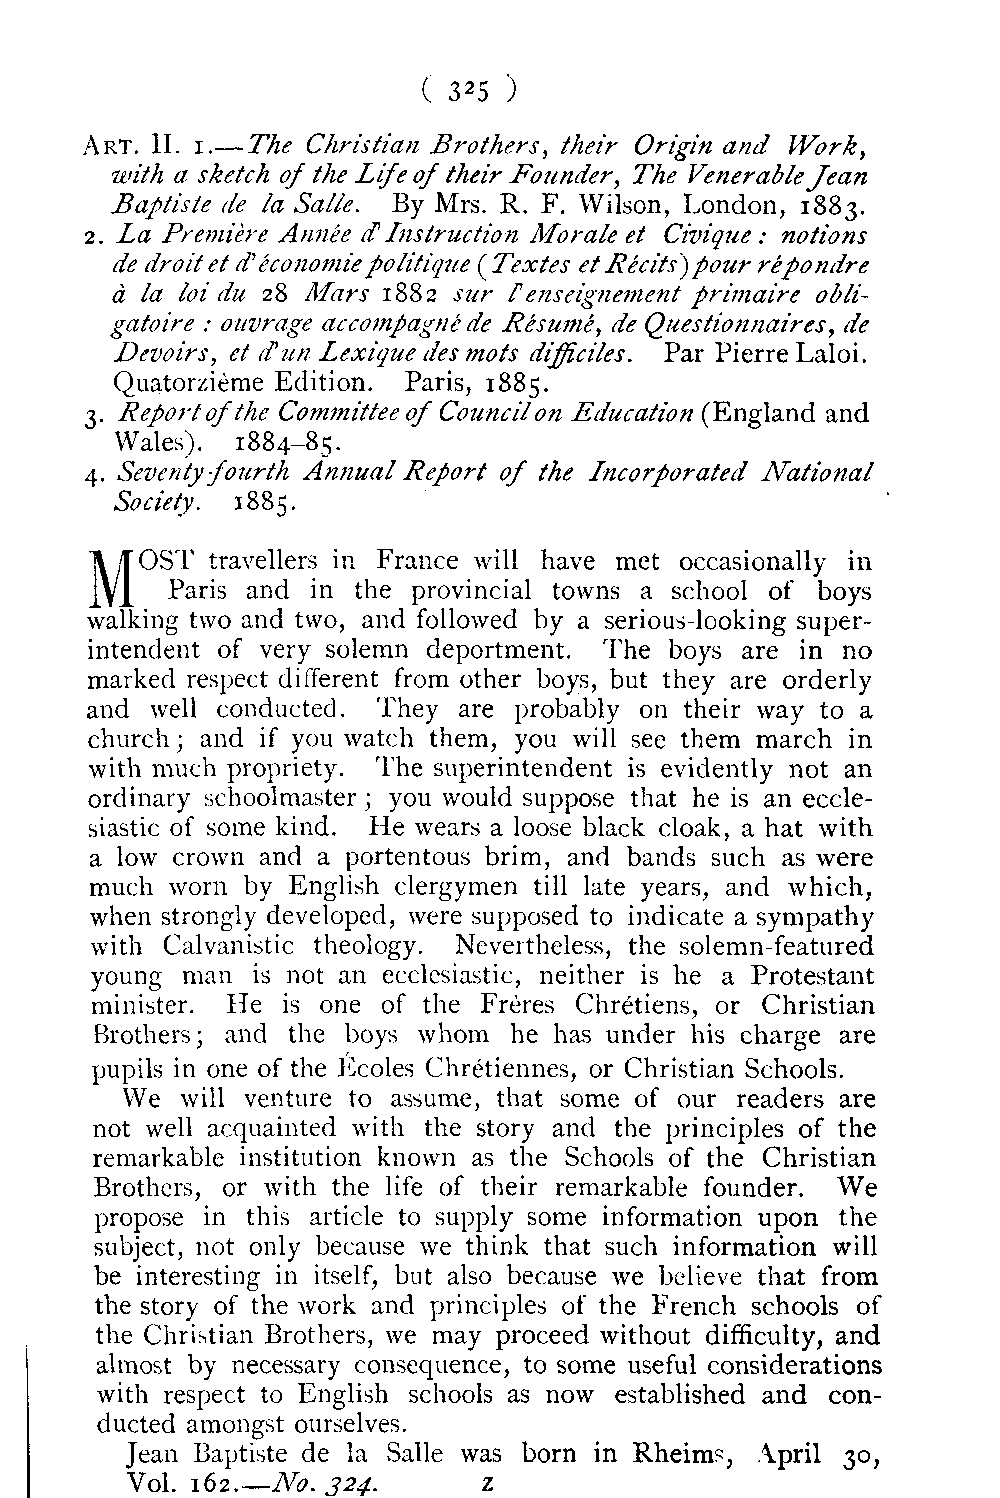 ( 325 )
ART. II. 1.—The Christian Brothers, their Origin and Work,
with a sketch of the Life of their Founder, The Venerable Jean
Baptiste de la Salle. By Mrs. R. F. Wilson, London, 1883.
2. La Première Année d'Instruction Morale et Civique : notions
de droit et d'économie politique (Textes et Récits) pour répondre
à la loi du 28 Mars 1882 sur l'enseignement primaire obli-
gatoire : ouvrage accompagné de Résumé, de Questionnaires, de
Devoirs, et d'un Lexique des mots difficiles. Par Pierre Laloi.
Quatorzième Edition. Paris, 1885.
3. Report of the Committee of Council on Education (England and
Wales). 1884–85.
4. Seventy-fourth Annual Report of the Incorporated National
Society. 1885.
MOST travellers in France will have met occasionally in
Paris and in the provincial towns a school of boys
walking two and two, and followed by a serious-looking super-
intendent of very solemn deportment. The boys are in no
marked respect different from other boys, but they are orderly
and well conducted. They are probably on their way to a
church; and if you watch them, you will see them march in
with much propriety. The superintendent is evidently not an
ordinary schoolmaster; you would suppose that he is an eccle-
siastic of some kind. He wears a loose black cloak, a hat with
a low crown and a portentous brim, and bands such as were
much worn by English clergymen till late years, and which,
when strongly developed, were supposed to indicate a sympathy
with Calvanistic theology. Nevertheless, the solemn-featured
young man is not an ecclesiastic, neither is he a Protestant
minister. He is one of the Frères Chrétiens, or Christian
Brothers; and the boys whom he has under his charge are
pupils in one of the Écoles Chrétiennes, or Christian Schools.
We will venture to assume, that some of our readers are
not well acquainted with the story and the principles of the
remarkable institution known as the Schools of the Christian
Brothers, or with the life of their remarkable founder. We
propose in this article to supply some information upon the
subject, not only because we think that such information will
be interesting in itself, but also because we believe that from
the story of the work and principles of the French schools of
the Christian Brothers, we may proceed without difficulty, and
almost by necessary consequence, to some useful considerations
with respect to English schools as now established and con-
ducted amongst ourselves.
Jean Baptiste de la Salle was born in Rheims, April 30,
Vol. 162.—No. 324. Z